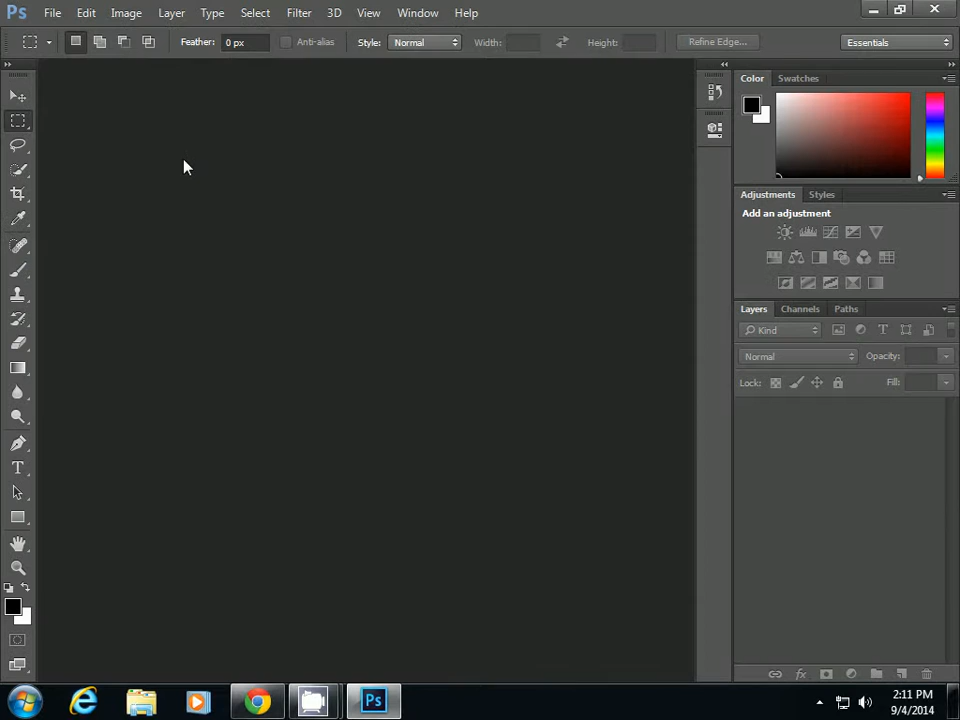 Ps File Edit Image Layer Type Select Filter 3D View Window Help
Feather: 0 px Anti-alias Style: Normal Width: Height: Refine Edge... Essentials
Color Swatches
Adjustments Styles
Add an adjustment
Layers Channels Paths
Kind
Normal Opacity:
Lock: Fill:
Ps
2:11 PM
9/4/2014